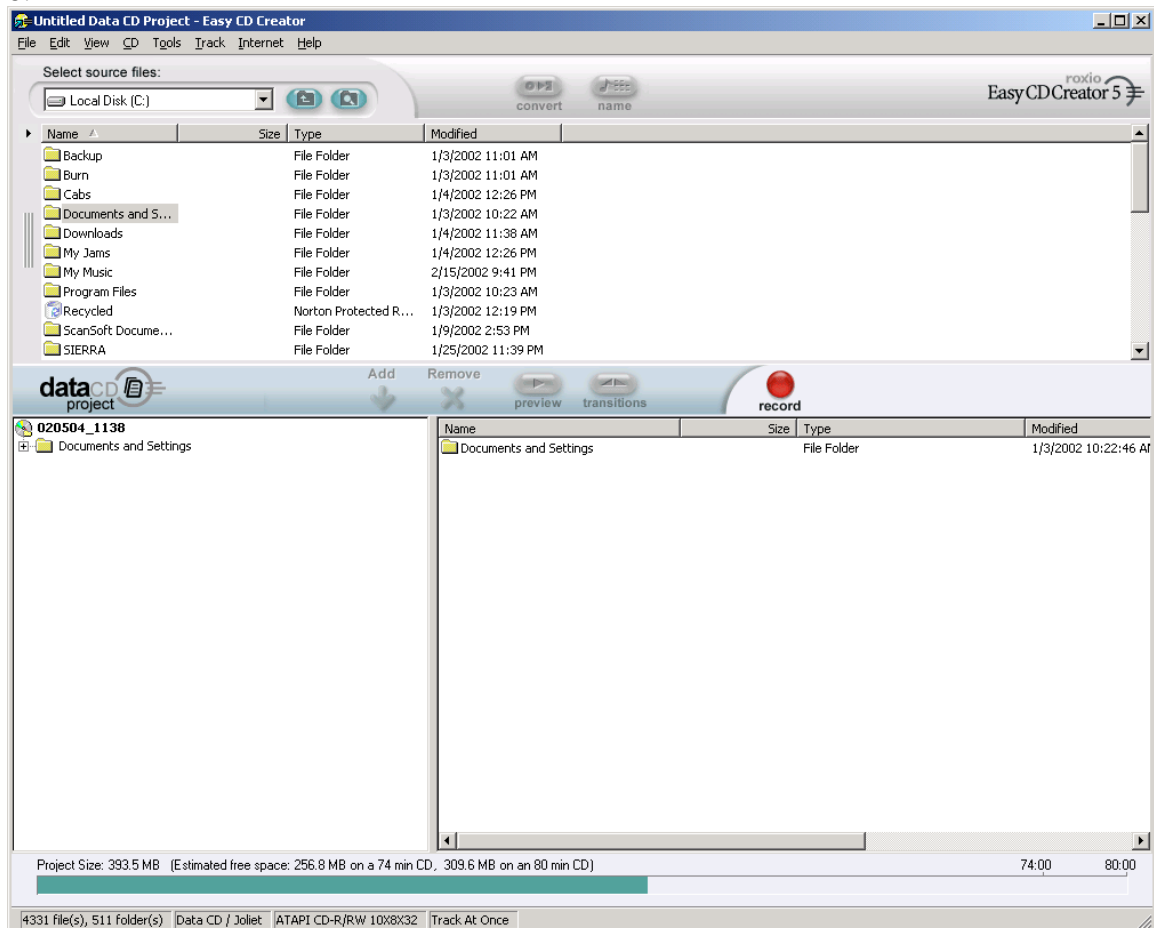 Untitled Data CD Project - Easy CD Creator
File Edit View CD Tools Track Internet Help
Select source files:
Local Disk (C:)
convert name
roxio
Easy CD Creator 5
Name Size Type Modified
Backup File Folder 1/3/2002 11:01 AM
Burn File Folder 1/3/2002 11:01 AM
Cabs File Folder 1/4/2002 12:26 PM
Documents and S... File Folder 1/3/2002 10:22 AM
Downloads File Folder 1/4/2002 11:38 AM
My Jams File Folder 1/4/2002 12:26 PM
My Music File Folder 2/15/2002 9:41 PM
Program Files File Folder 1/3/2002 10:23 AM
Recycled Norton Protected R... 1/3/2002 12:19 PM
ScanSoft Docume... File Folder 1/9/2002 2:53 PM
SIERRA File Folder 1/25/2002 11:39 PM
datacD project
Add Remove
preview transitions
record
020504_1138
Documents and Settings
Name Size Type Modified
Documents and Settings File Folder 1/3/2002 10:22:46 AM
Project Size: 393.5 MB (Estimated free space: 256.8 MB on a 74 min CD, 309.6 MB on an 80 min CD)
74:00 80:00
4331 file(s), 511 folder(s) Data CD / Joliet ATAPI CD-R/RW 10X8X32 Track At Once